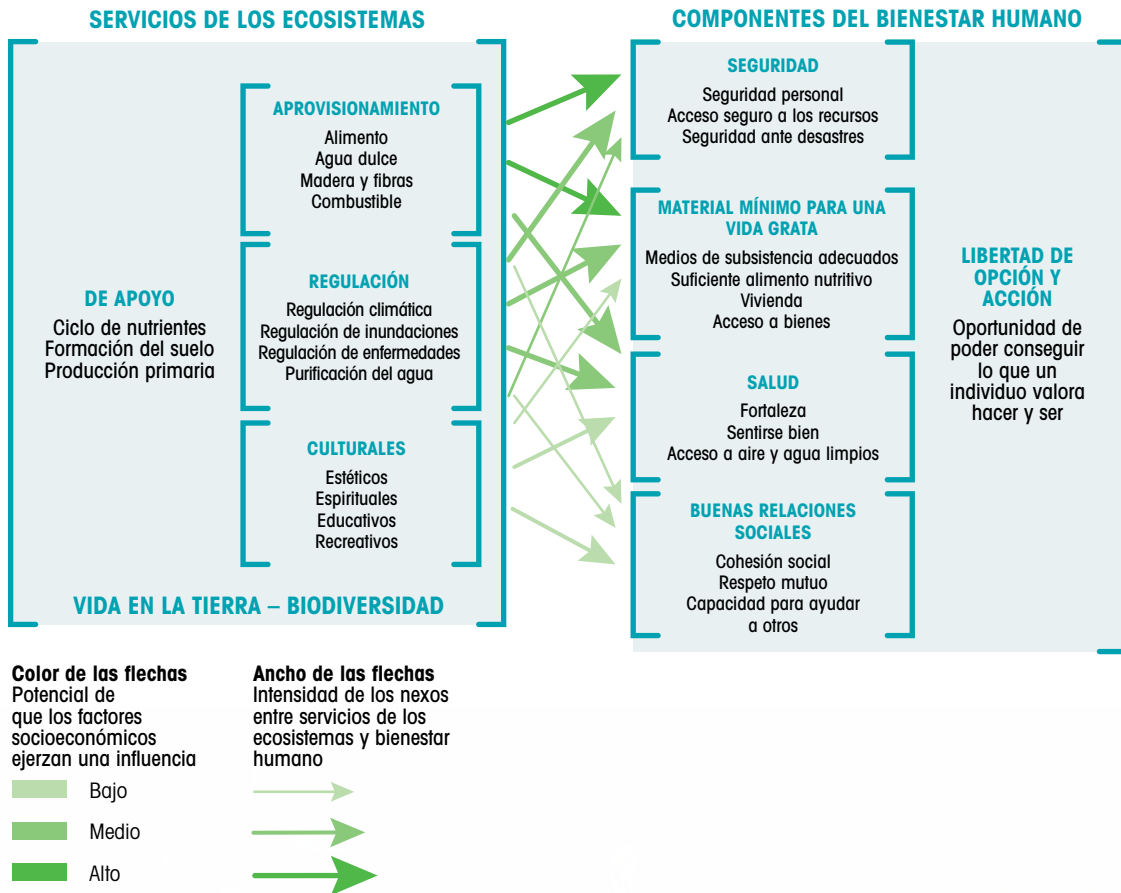 SERVICIOS DE LOS ECOSISTEMAS
DE APOYO
Ciclo de nutrientes
Formación del suelo
Producción primaria
APROVISIONAMIENTO
Alimento
Agua dulce
Madera y fibras
Combustible
REGULACIÓN
Regulación climática
Regulación de inundaciones
Regulación de enfermedades
Purificación del agua
CULTURALES
Estéticos
Espirituales
Educativos
Recreativos
VIDA EN LA TIERRA – BIODIVERSIDAD
COMPONENTES DEL BIENESTAR HUMANO
SEGURIDAD
Seguridad personal
Acceso seguro a los recursos
Seguridad ante desastres
MATERIAL MÍNIMO PARA UNA
VIDA GRATA
Medios de subsistencia adecuados
Suficiente alimento nutritivo
Vivienda
Acceso a bienes
SALUD
Fortaleza
Sentirse bien
Acceso a aire y agua limpios
BUENAS RELACIONES
SOCIALES
Cohesión social
Respeto mutuo
Capacidad para ayudar
a otros
LIBERTAD DE
OPCIÓN Y
ACCIÓN
Oportunidad de
poder conseguir
lo que un
individuo valora
hacer y ser
Color de las flechas
Potencial de
que los factores
socioeconómicos
ejerzan una influencia
Bajo
Medio
Alto
Ancho de las flechas
Intensidad de los nexos
entre servicios de los
ecosistemas y bienestar
humano